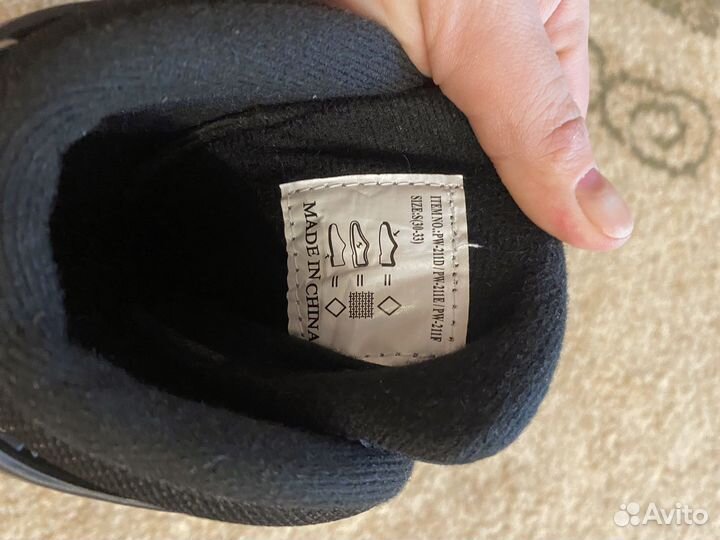 ITEM NO.:PW-211D / PW-211E / PW-211F
SIZE:S(30-33)
=
=
=
MADE IN CHINA
Avito